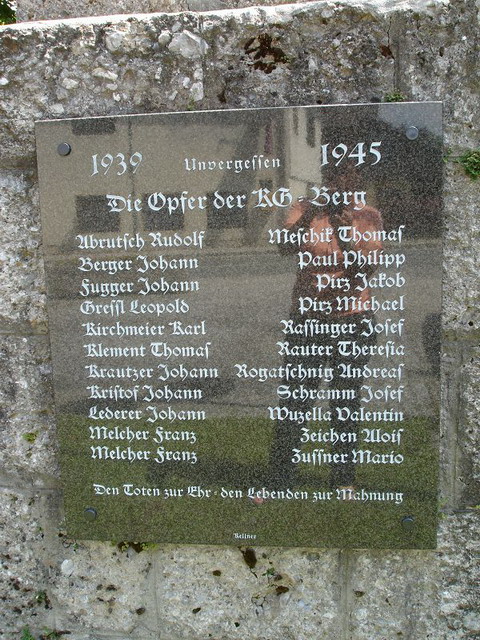 1939 Unvergessen 1945
Die Opfer der KG-Berg
Abrutsch Rudolf Meschik Thomas
Berger Johann Paul Philipp
Fugger Johann Pirz Jakob
Gressl Leopold Pirz Michael
Kirchmeier Karl Rassinger Josef
Klement Thomas Rauter Theresia
Krautzer Johann Rogatschnig Andreas
Kristof Johann Schramm Josef
Lederer Johann Wuzella Valentin
Melcher Franz Zeichen Alois
Melcher Franz Zussner Mario
Den Toten zur Ehr - den Lebenden zur Mahnung
Kellner